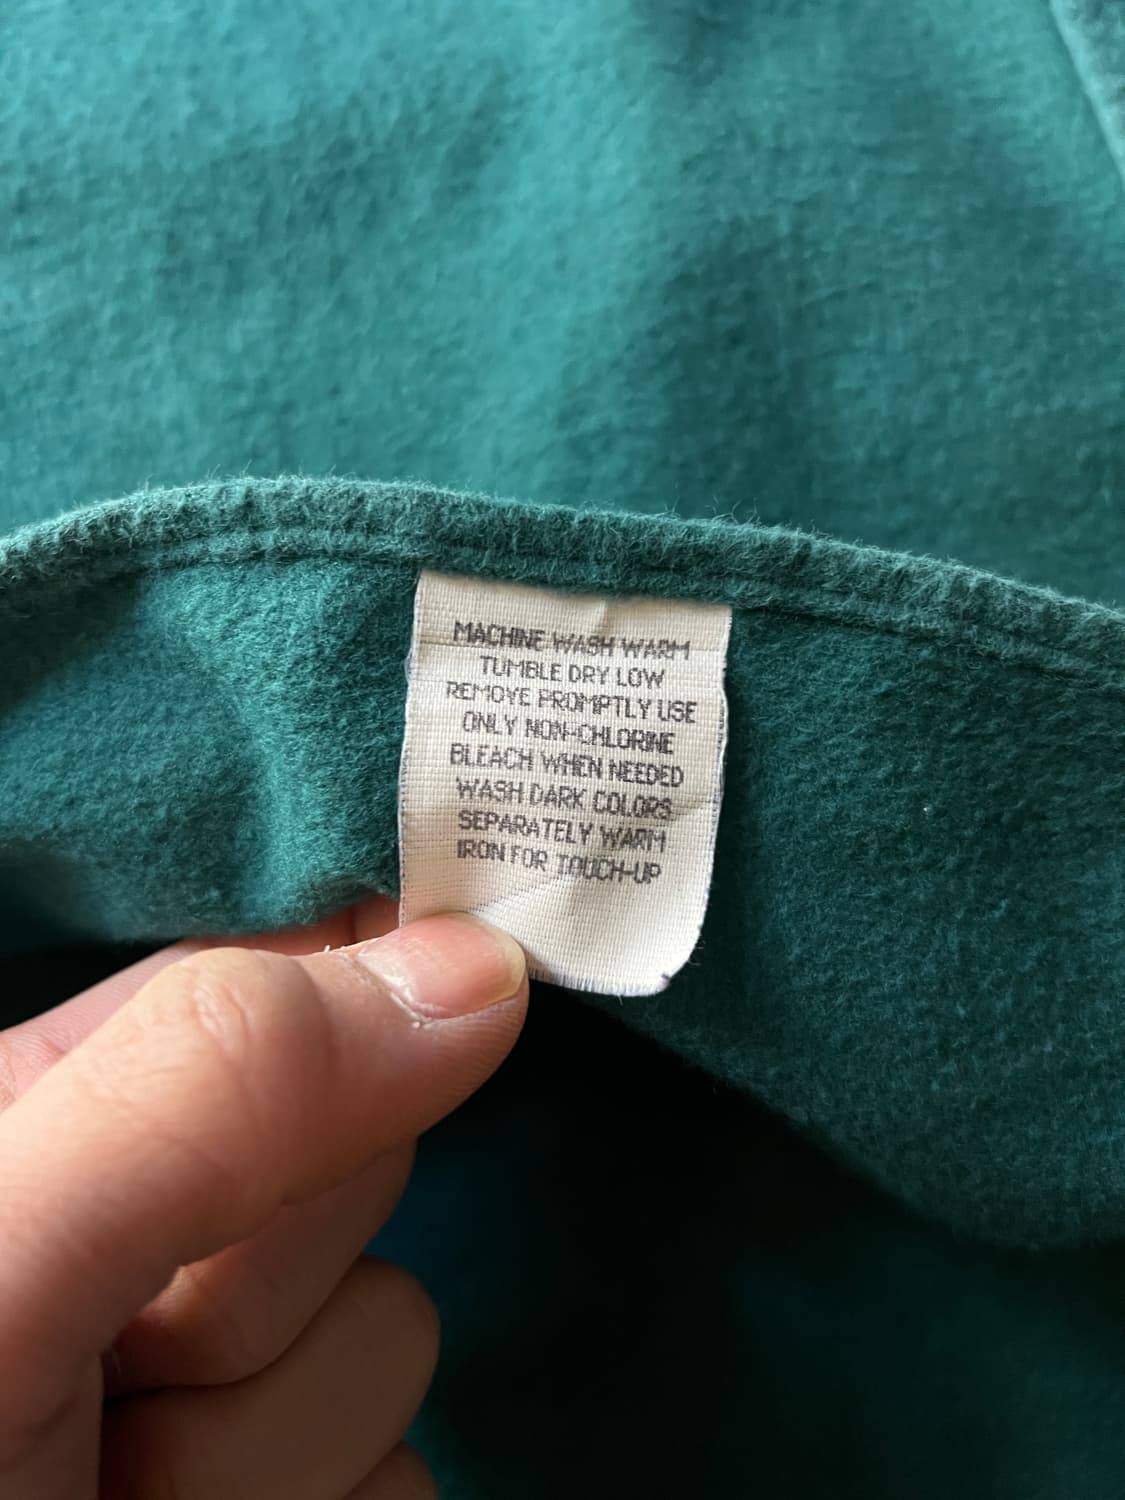 MACHINE WASH WARM
TUMBLE DRY LOW
REMOVE PROMPTLY USE
ONLY NON-CHLORINE
BLEACH WHEN NEEDED
WASH DARK COLORS
SEPARATELY WARM
IRON FOR TOUCH-UP